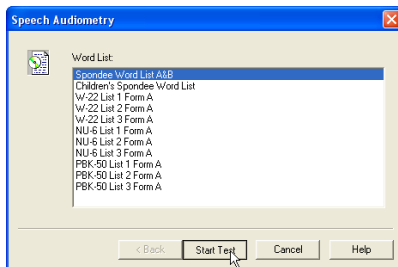 Speech Audiometry
Word List:
Spondee Word List A&B
Children's Spondee Word List
W-22 List 1 Form A
W-22 List 2 Form A
W-22 List 3 Form A
NU-6 List 1 Form A
NU-6 List 2 Form A
NU-6 List 3 Form A
PBK-50 List 1 Form A
PBK-50 List 2 Form A
PBK-50 List 3 Form A
< Back Start Test Cancel Help